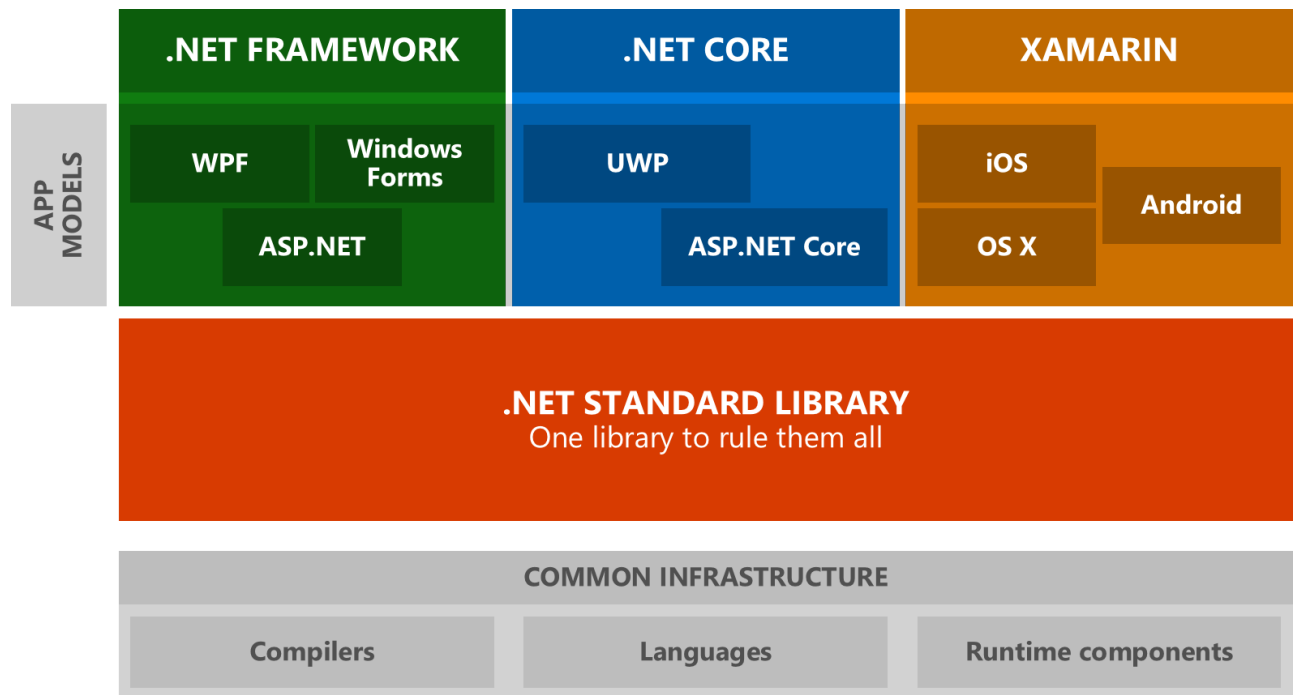 .NET FRAMEWORK
.NET CORE
XAMARIN
APP
MODELS
WPF
Windows
Forms
ASP.NET
UWP
ASP.NET Core
iOS
Android
OS X
.NET STANDARD LIBRARY
One library to rule them all
COMMON INFRASTRUCTURE
Compilers
Languages
Runtime components